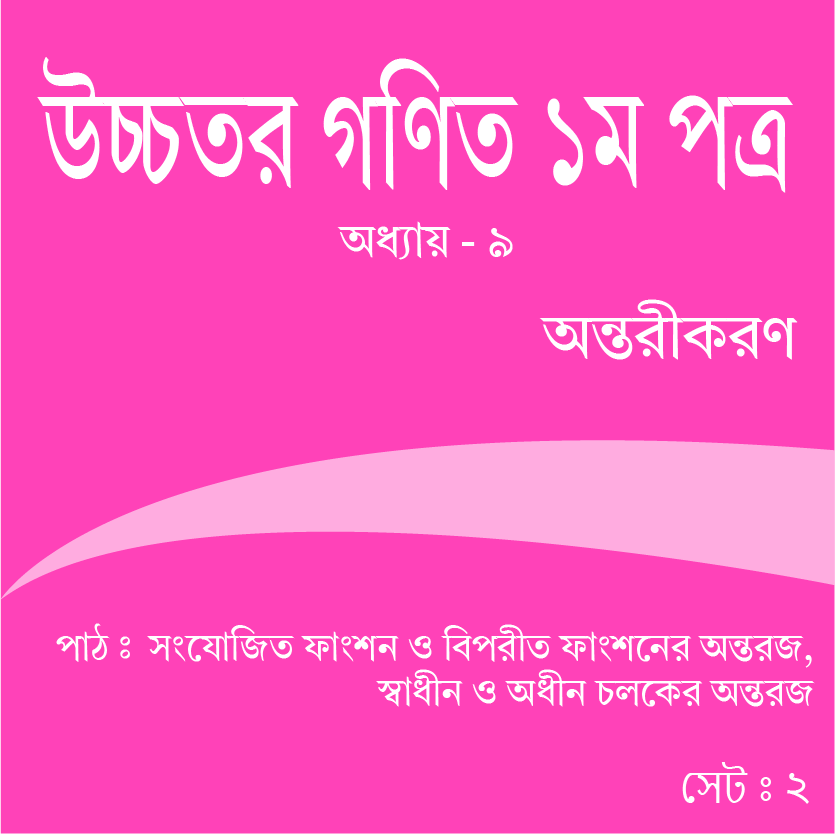 উচ্চতর গণিত ১ম পত্র
অধ্যায় - ৯
অন্তরীকরণ
পাঠ ঃ সংযোজিত ফাংশন ও বিপরীত ফাংশনের অন্তরজ,
স্বাধীন ও অধীন চলকের অন্তরজ
সেট ঃ ২